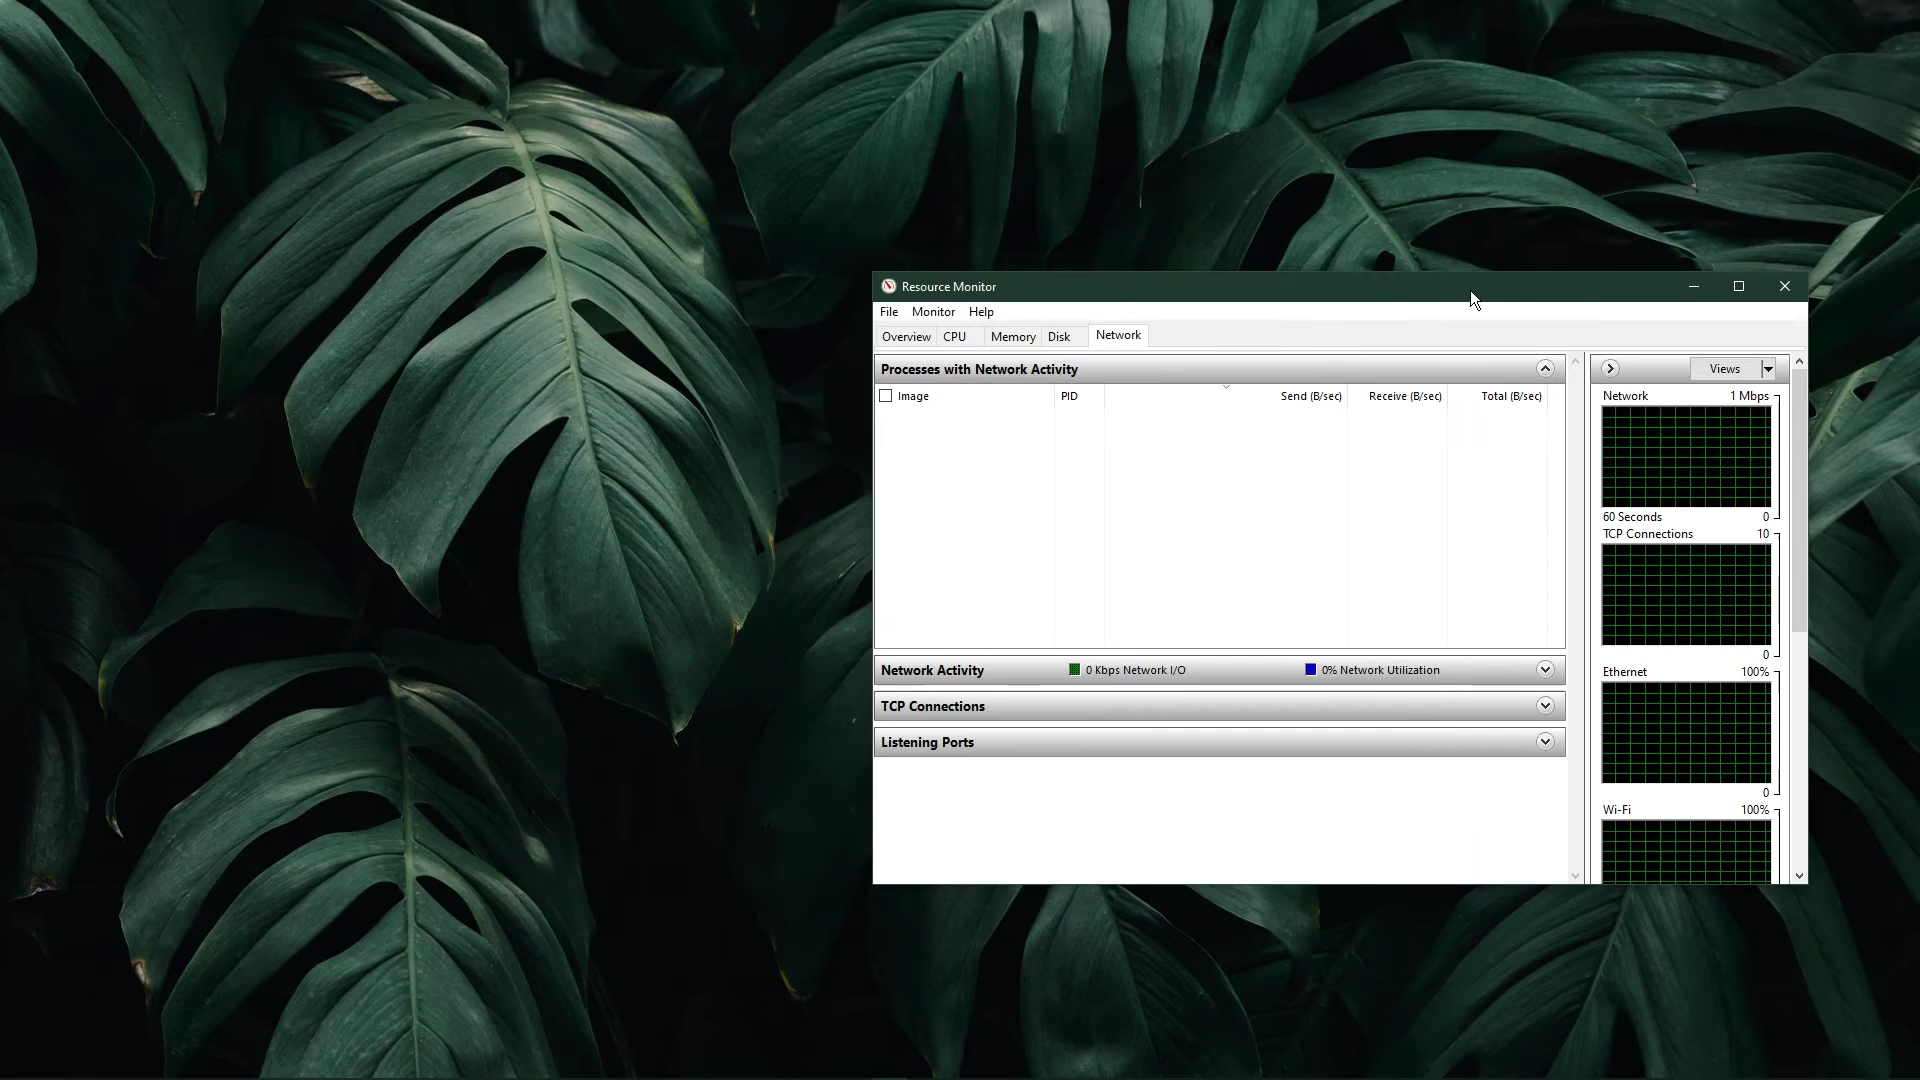 Resource Monitor
File Monitor Help
Overview CPU Memory Disk Network
Processes with Network Activity
Image PID Send (B/sec) Receive (B/sec) Total (B/sec)
Network Activity 0 Kbps Network I/O 0% Network Utilization
TCP Connections
Listening Ports
Views
Network 1 Mbps
60 Seconds 0
TCP Connections 10
0
Ethernet 100%
0
Wi-Fi 100%